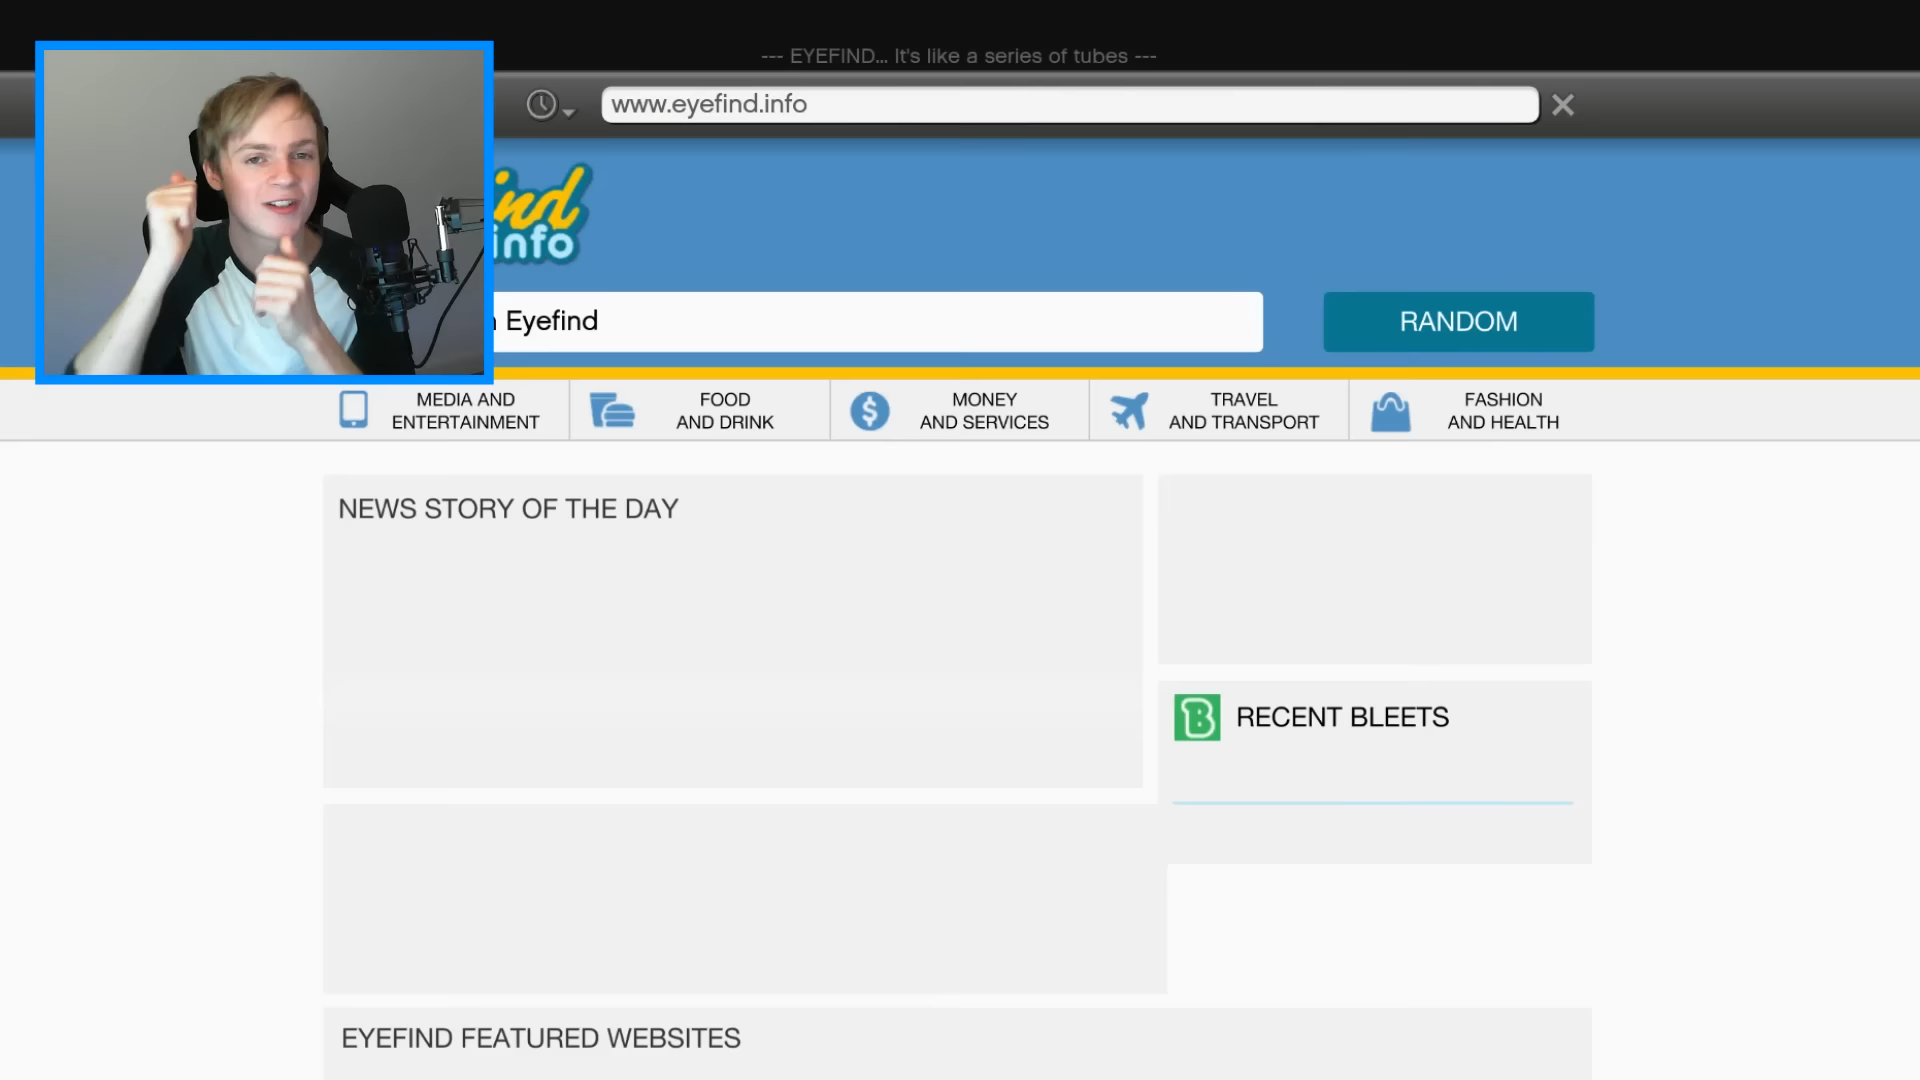 --- EYEFIND... It's like a series of tubes ---
www.eyefind.info
ind
info
Eyefind
RANDOM
MEDIA AND
ENTERTAINMENT
FOOD
AND DRINK
MONEY
AND SERVICES
TRAVEL
AND TRANSPORT
FASHION
AND HEALTH
NEWS STORY OF THE DAY
B RECENT BLEETS
EYEFIND FEATURED WEBSITES